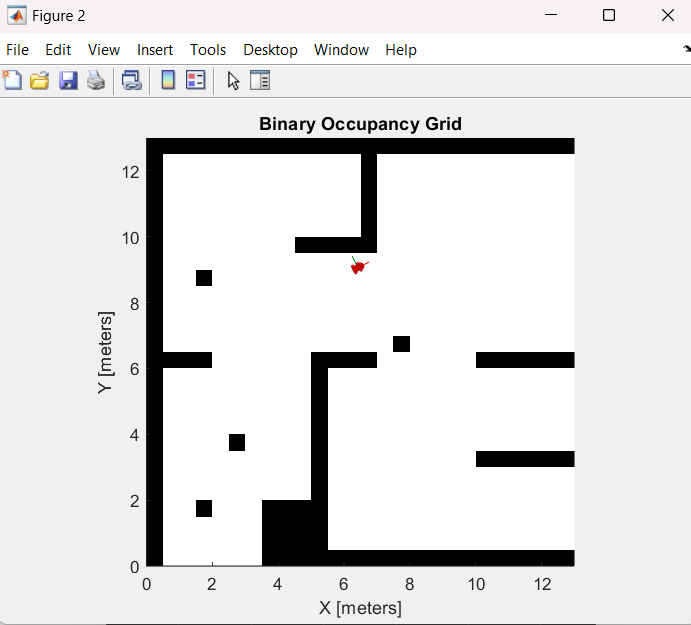 Figure 2
File Edit View Insert Tools Desktop Window Help
Binary Occupancy Grid
12
10
8
6
4
2
0
Y [meters]
0 2 4 6 8 10 12
X [meters]